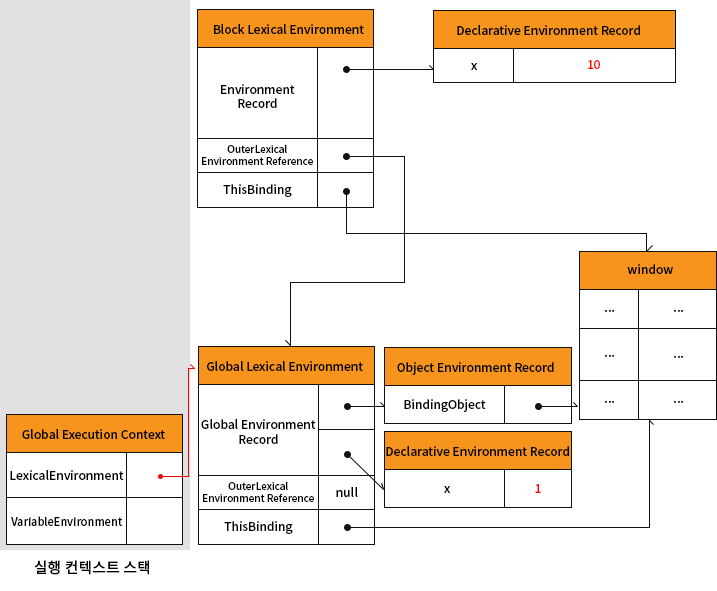 Block Lexical Environment
Environment
Record
OuterLexical
Environment Reference
ThisBinding
Declarative Environment Record
x
10
window
...
...
...
...
...
...
Global Lexical Environment
Global Environment
Record
OuterLexical
Environment Reference
null
ThisBinding
Object Environment Record
BindingObject
Declarative Environment Record
x
1
Global Execution Context
LexicalEnvironment
VariableEnvironment
실행 컨텍스트 스택